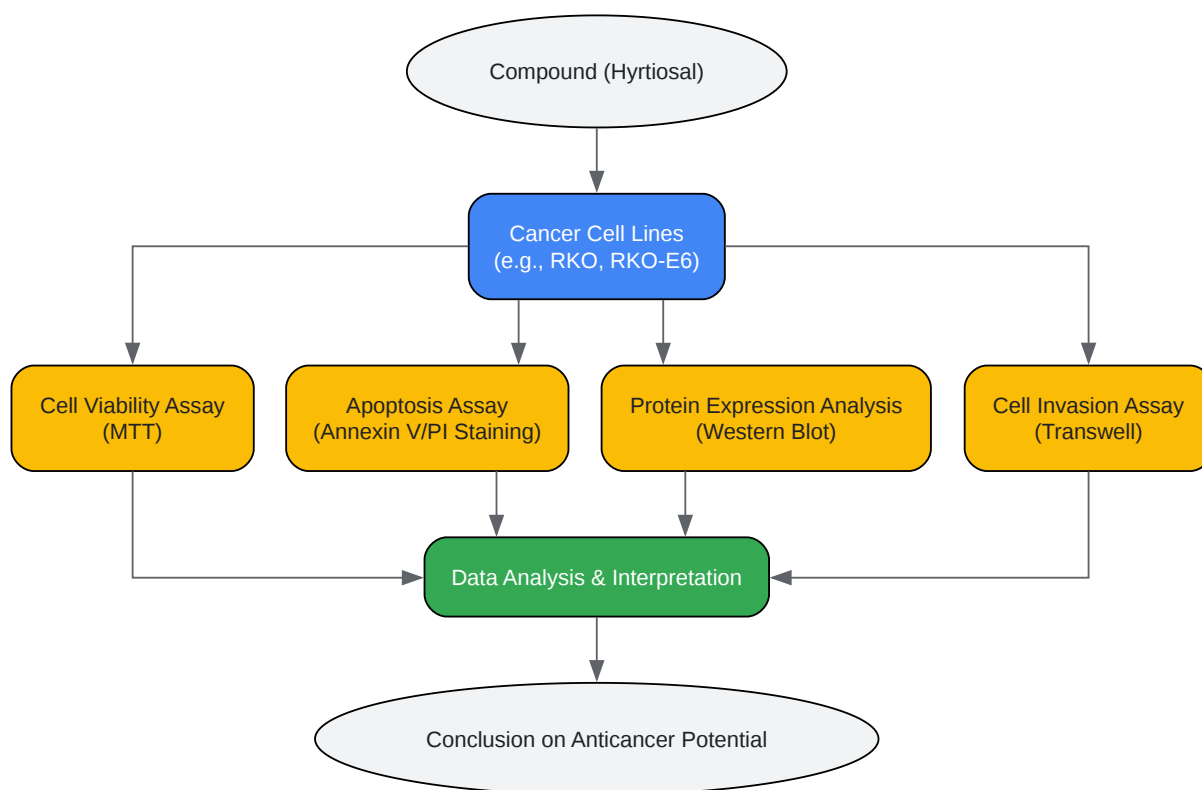 Compound (Hyrtiosal)
Cancer Cell Lines
(e.g., RKO, RKO-E6)
Cell Viability Assay
(MTT)
Apoptosis Assay
(Annexin V/PI Staining)
Protein Expression Analysis
(Western Blot)
Cell Invasion Assay
(Transwell)
Data Analysis & Interpretation
Conclusion on Anticancer Potential